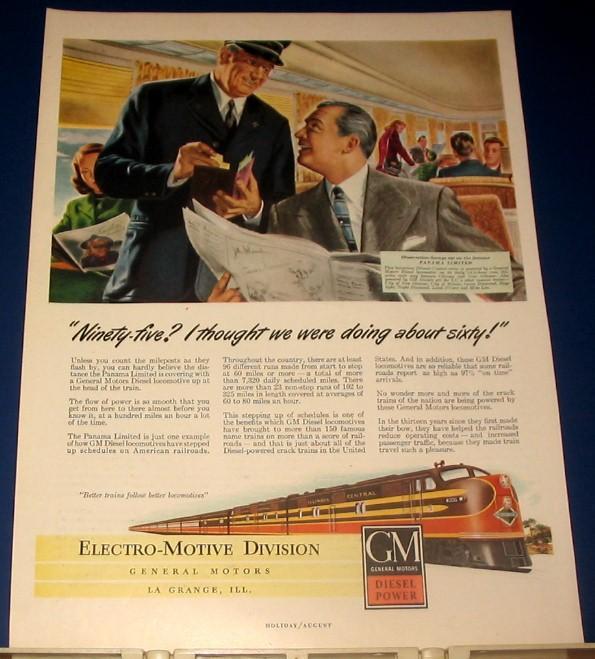 Observation-lounge car on the famous
PANAMA LIMITED
"Ninety-five? I thought we were doing about sixty!"
Unless you count the mileposts as they
flash by, you can hardly believe the dis-
tance the Panama Limited is covering with
a General Motors Diesel locomotive up at
the head of the train.
The flow of power is so smooth that you
get from here to there almost before you
know it, at a hundred miles an hour a lot
of the time.
The Panama Limited is just one example
of how GM Diesel locomotives have stepped
up schedules on American railroads.
Throughout the country, there are at least
96 different runs made from start to stop
at 60 miles or more — a total of more
than 7,320 daily scheduled miles. There
are more than 23 non-stop runs of 102 to
325 miles in length covered at averages of
60 to 80 miles an hour.
This stepping up of schedules is one of
the benefits which GM Diesel locomotives
have brought to more than 150 famous
name trains on more than a score of rail-
roads — and that is just about all of the
Diesel-powered crack trains in the United
States. And in addition, these GM Diesel
locomotives are so reliable that some rail-
roads report as high as 97% "on time"
arrivals.
No wonder more and more of the crack
trains of the nation are being powered by
these General Motors locomotives.
In the thirteen years since they first made
their bow, they have helped the railroads
reduce operating costs — and increased
passenger traffic, because they made train
travel such a pleasure.
"Better trains follow better locomotives"
ILLINOIS CENTRAL
ELECTRO-MOTIVE DIVISION
GENERAL MOTORS
LA GRANGE, ILL.
GM
GENERAL MOTORS
DIESEL
POWER
HOLIDAY/AUGUST